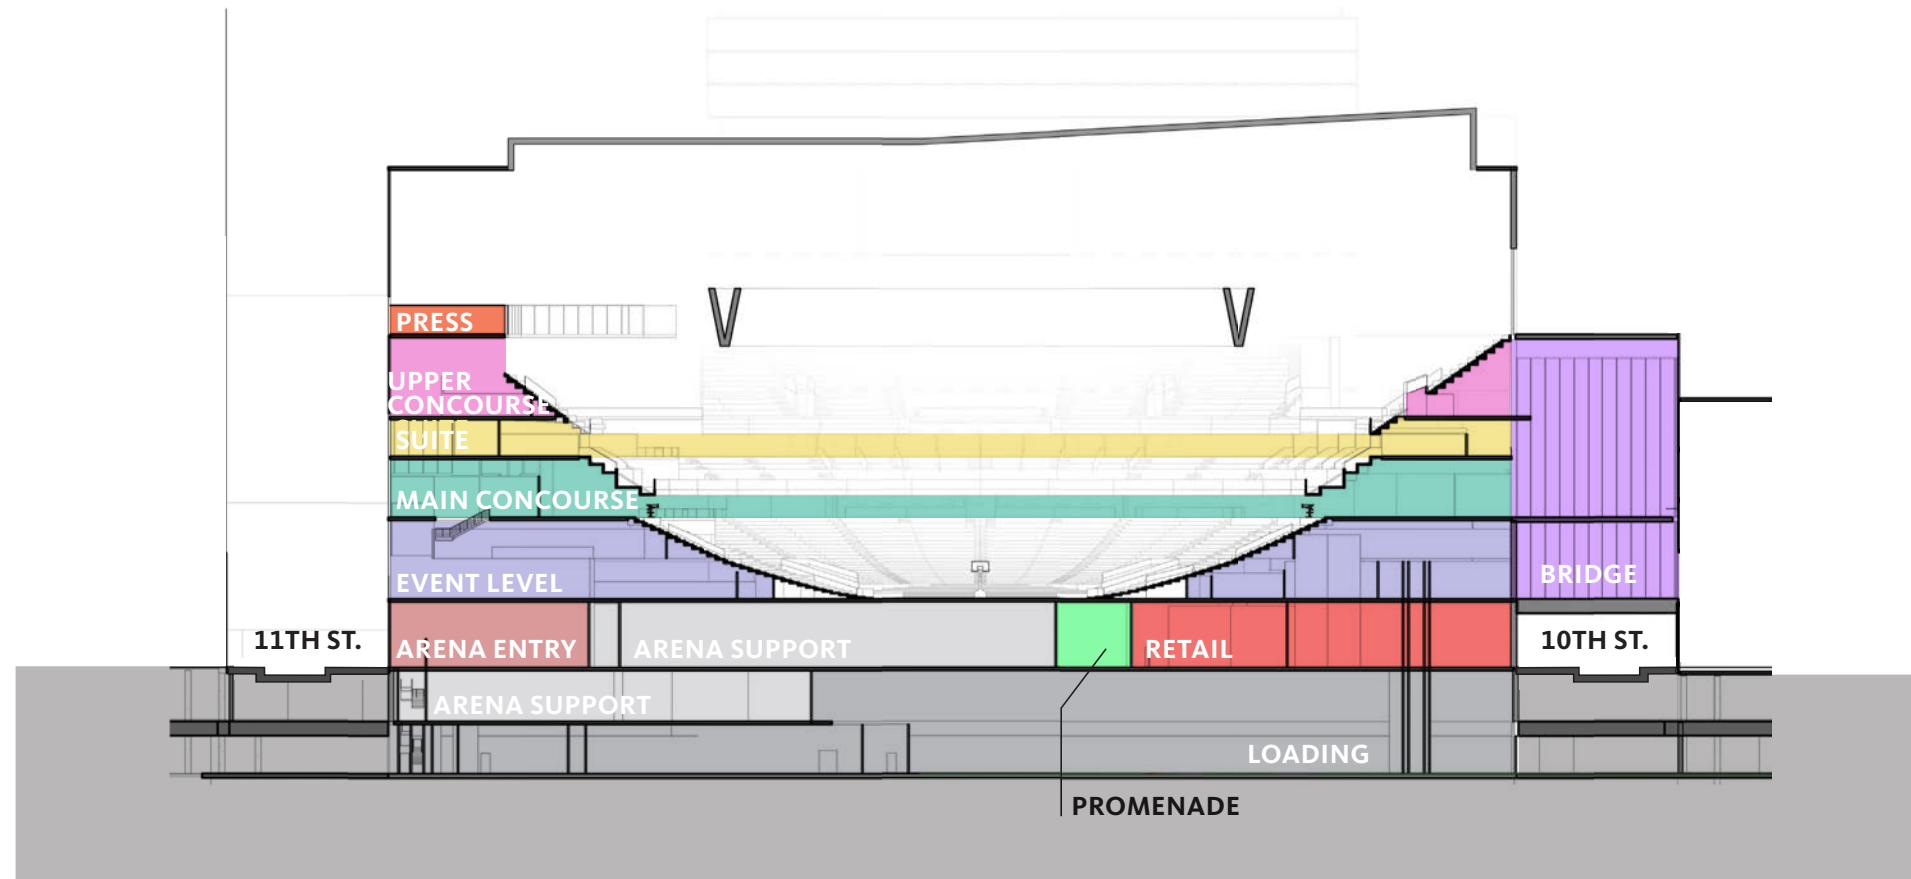 PRESS
UPPER
CONCOURSE
SUITE
MAIN CONCOURSE
EVENT LEVEL
BRIDGE
11TH ST.
ARENA ENTRY
ARENA SUPPORT
RETAIL
10TH ST.
ARENA SUPPORT
LOADING
PROMENADE